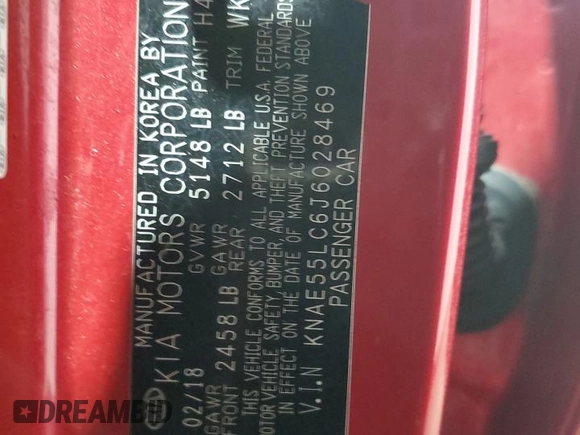 MANUFACTURED IN KOREA BY
KIA MOTORS CORPORATION
02/18 GVWR 5148 LB PAINT H4
GAWR FRONT 2458 LB GAWR REAR 2712 LB TRIM WK
THIS VEHICLE CONFORMS TO ALL APPLICABLE U.S.A. FEDERAL
MOTOR VEHICLE SAFETY, BUMPER, AND THEFT PREVENTION STANDARDS
IN EFFECT ON THE DATE OF MANUFACTURE SHOWN ABOVE
V.I.N KNAE55LC6J6028469
PASSENGER CAR
DREAMBID